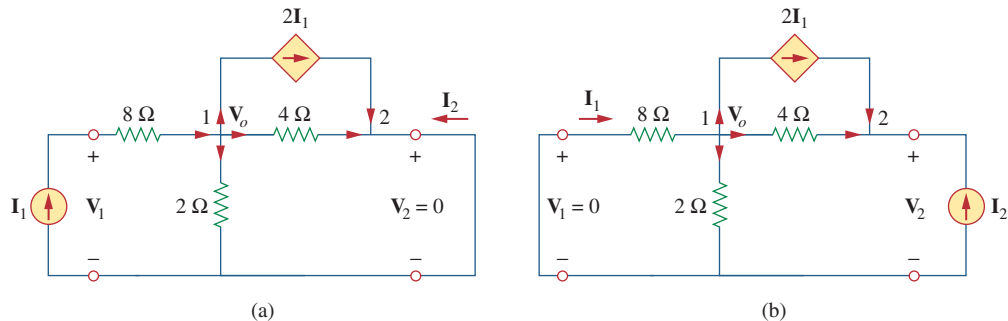 2I₁
8 Ω
1
Vₒ
4 Ω
2
I₂
+
+
I₁
V₁
2 Ω
V₂ = 0
–
–
(a)
2I₁
I₁
8 Ω
1
Vₒ
4 Ω
2
+
+
V₁ = 0
2 Ω
V₂
I₂
–
–
(b)